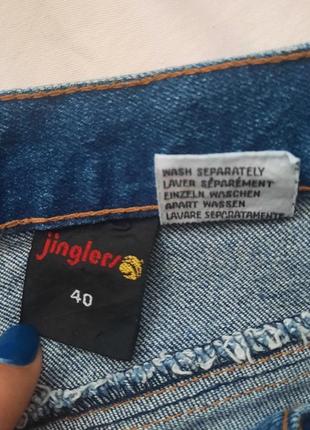 WASH SEPARATELY
LAVER SÉPARÉMENT
EINZELN WASCHEN
APART WASSEN
LAVARE SEPARATAMENTE
jinglers
40